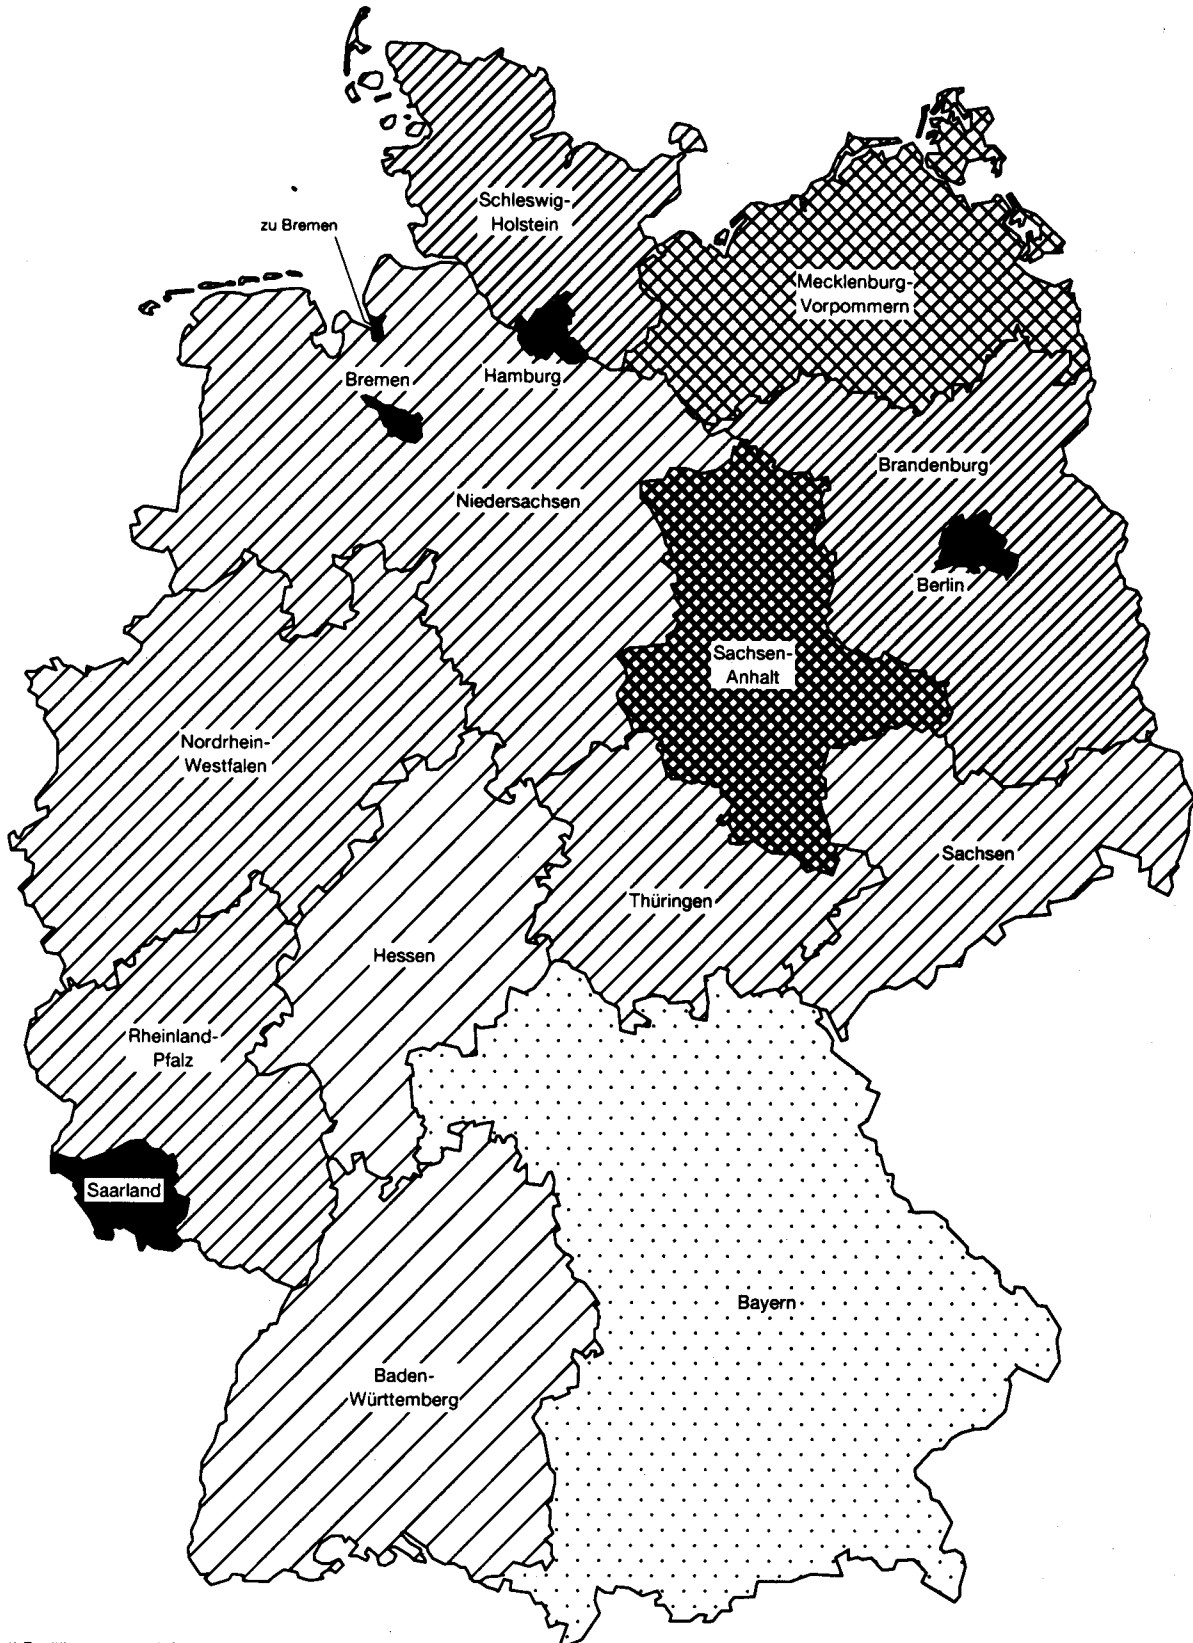 Schleswig-
Holstein
zu Bremen
Mecklenburg-
Vorpommern
Bremen
Hamburg
Brandenburg
Niedersachsen
Berlin
Sachsen-
Anhalt
Nordrhein-
Westfalen
Sachsen
Thüringen
Hessen
Rheinland-
Pfalz
Saarland
Bayern
Baden-
Württemberg